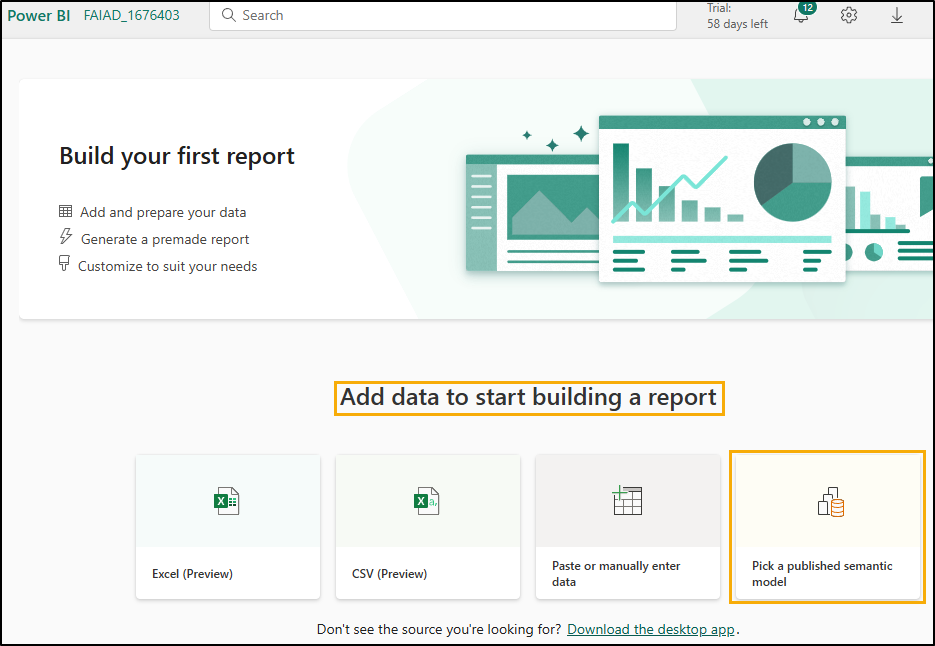 Power BI FAIAD_1676403
Search
Trial:
58 days left
12
Build your first report
Add and prepare your data
Generate a premade report
Customize to suit your needs
Add data to start building a report
Excel (Preview)
CSV (Preview)
Paste or manually enter
data
Pick a published semantic
model
Don't see the source you're looking for? Download the desktop app.